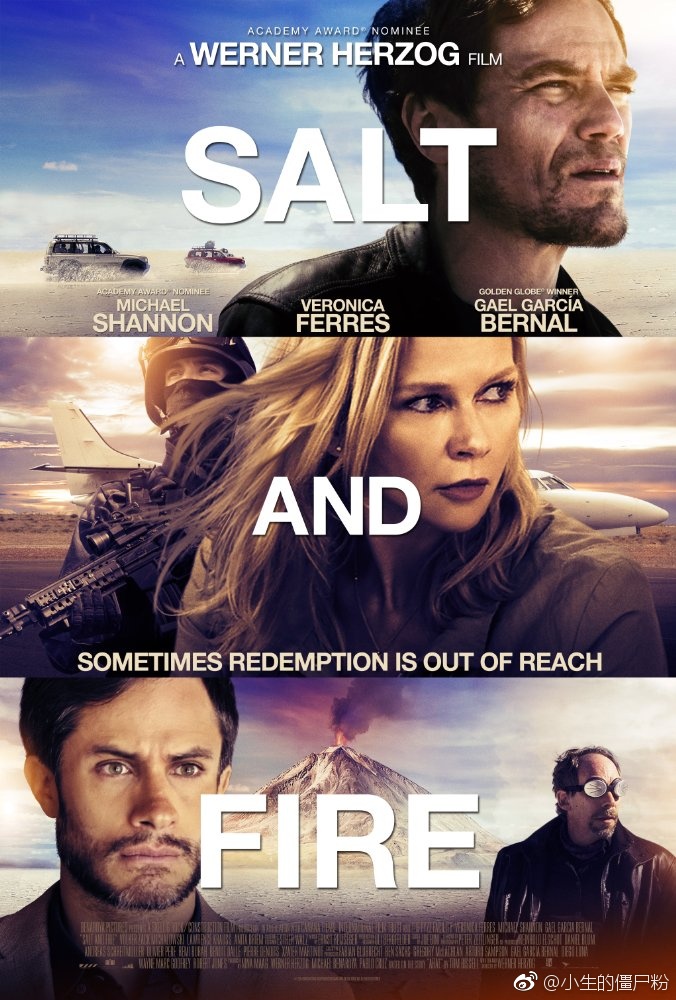 ACADEMY AWARD® NOMINEE
A WERNER HERZOG FILM
SALT
ACADEMY AWARD® NOMINEE
MICHAEL
SHANNON
VERONICA
FERRES
GOLDEN GLOBE® WINNER
GAEL GARCÍA
BERNAL
AND
SOMETIMES REDEMPTION IS OUT OF REACH
FIRE
@小生的僵尸粉